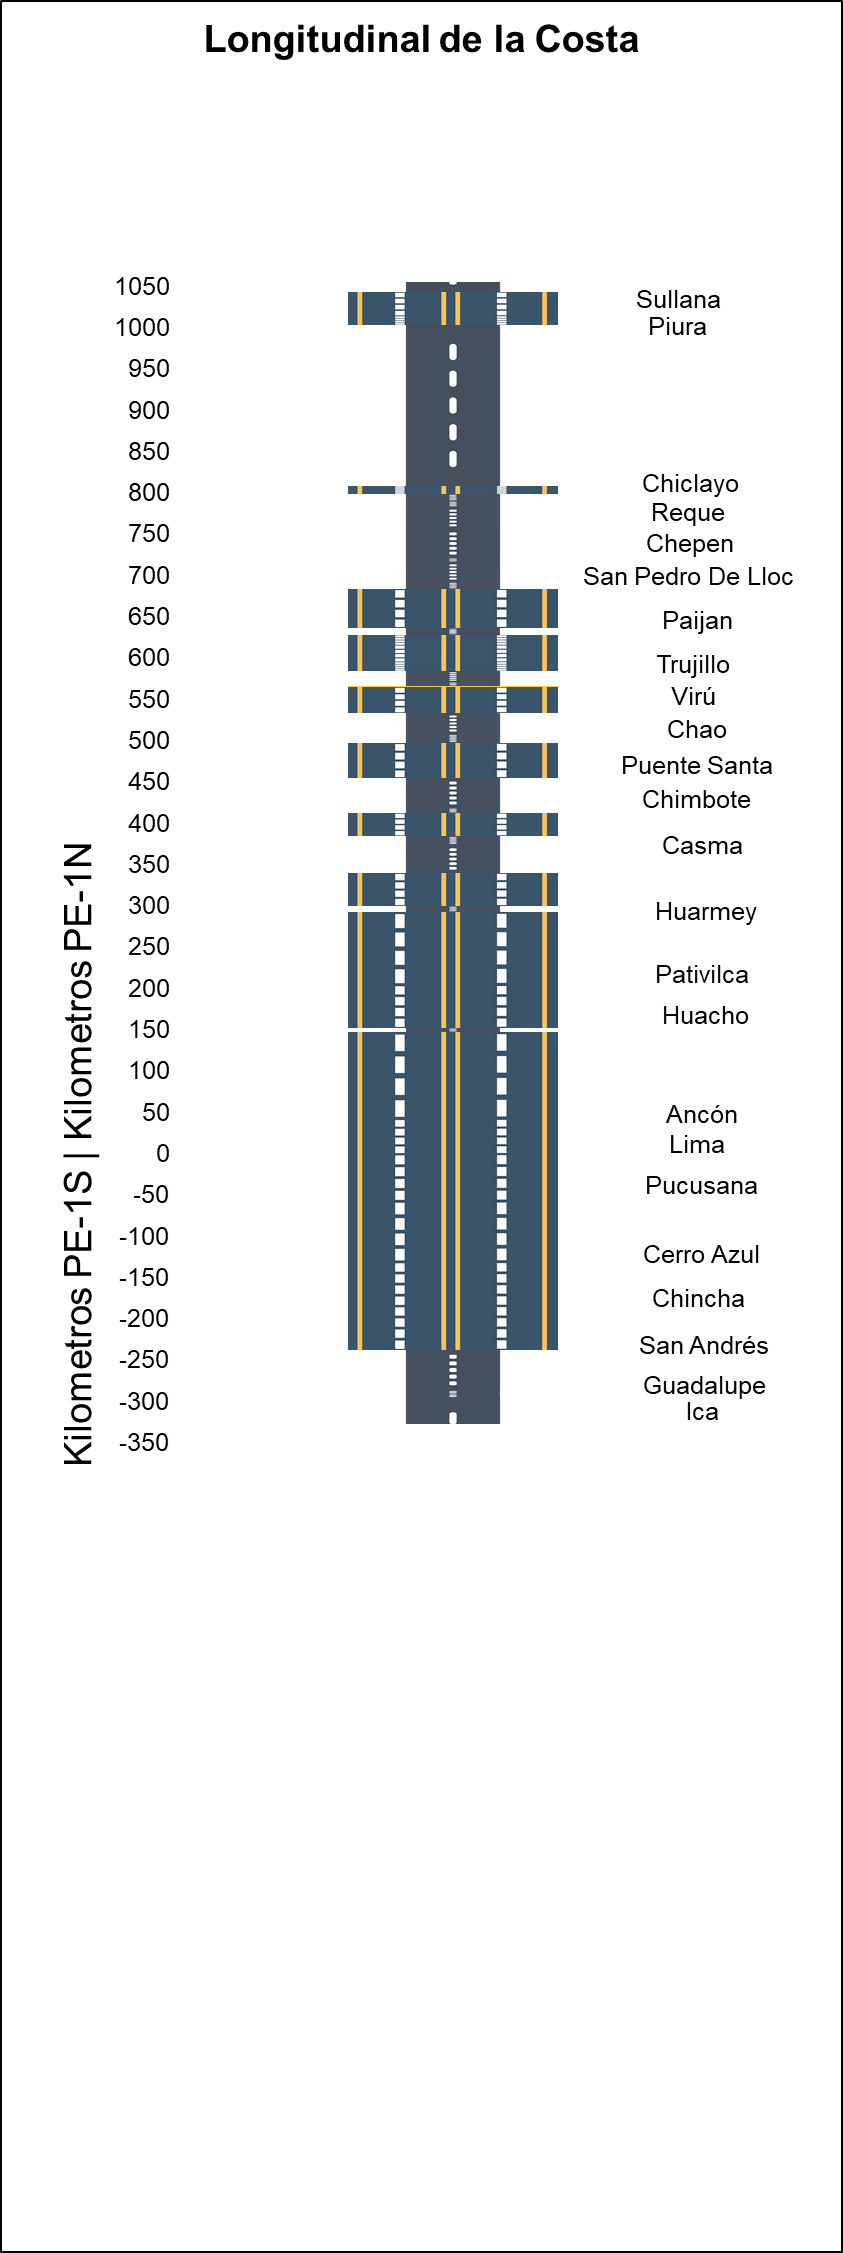 Longitudinal de la Costa
Kilometros PE-1S | Kilometros PE-1N
1050
1000
950
900
850
800
750
700
650
600
550
500
450
400
350
300
250
200
150
100
50
0
-50
-100
-150
-200
-250
-300
-350
Sullana
Piura
Chiclayo
Reque
Chepen
San Pedro De Lloc
Paijan
Trujillo
Virú
Chao
Puente Santa
Chimbote
Casma
Huarmey
Pativilca
Huacho
Ancón
Lima
Pucusana
Cerro Azul
Chincha
San Andrés
Guadalupe
Ica